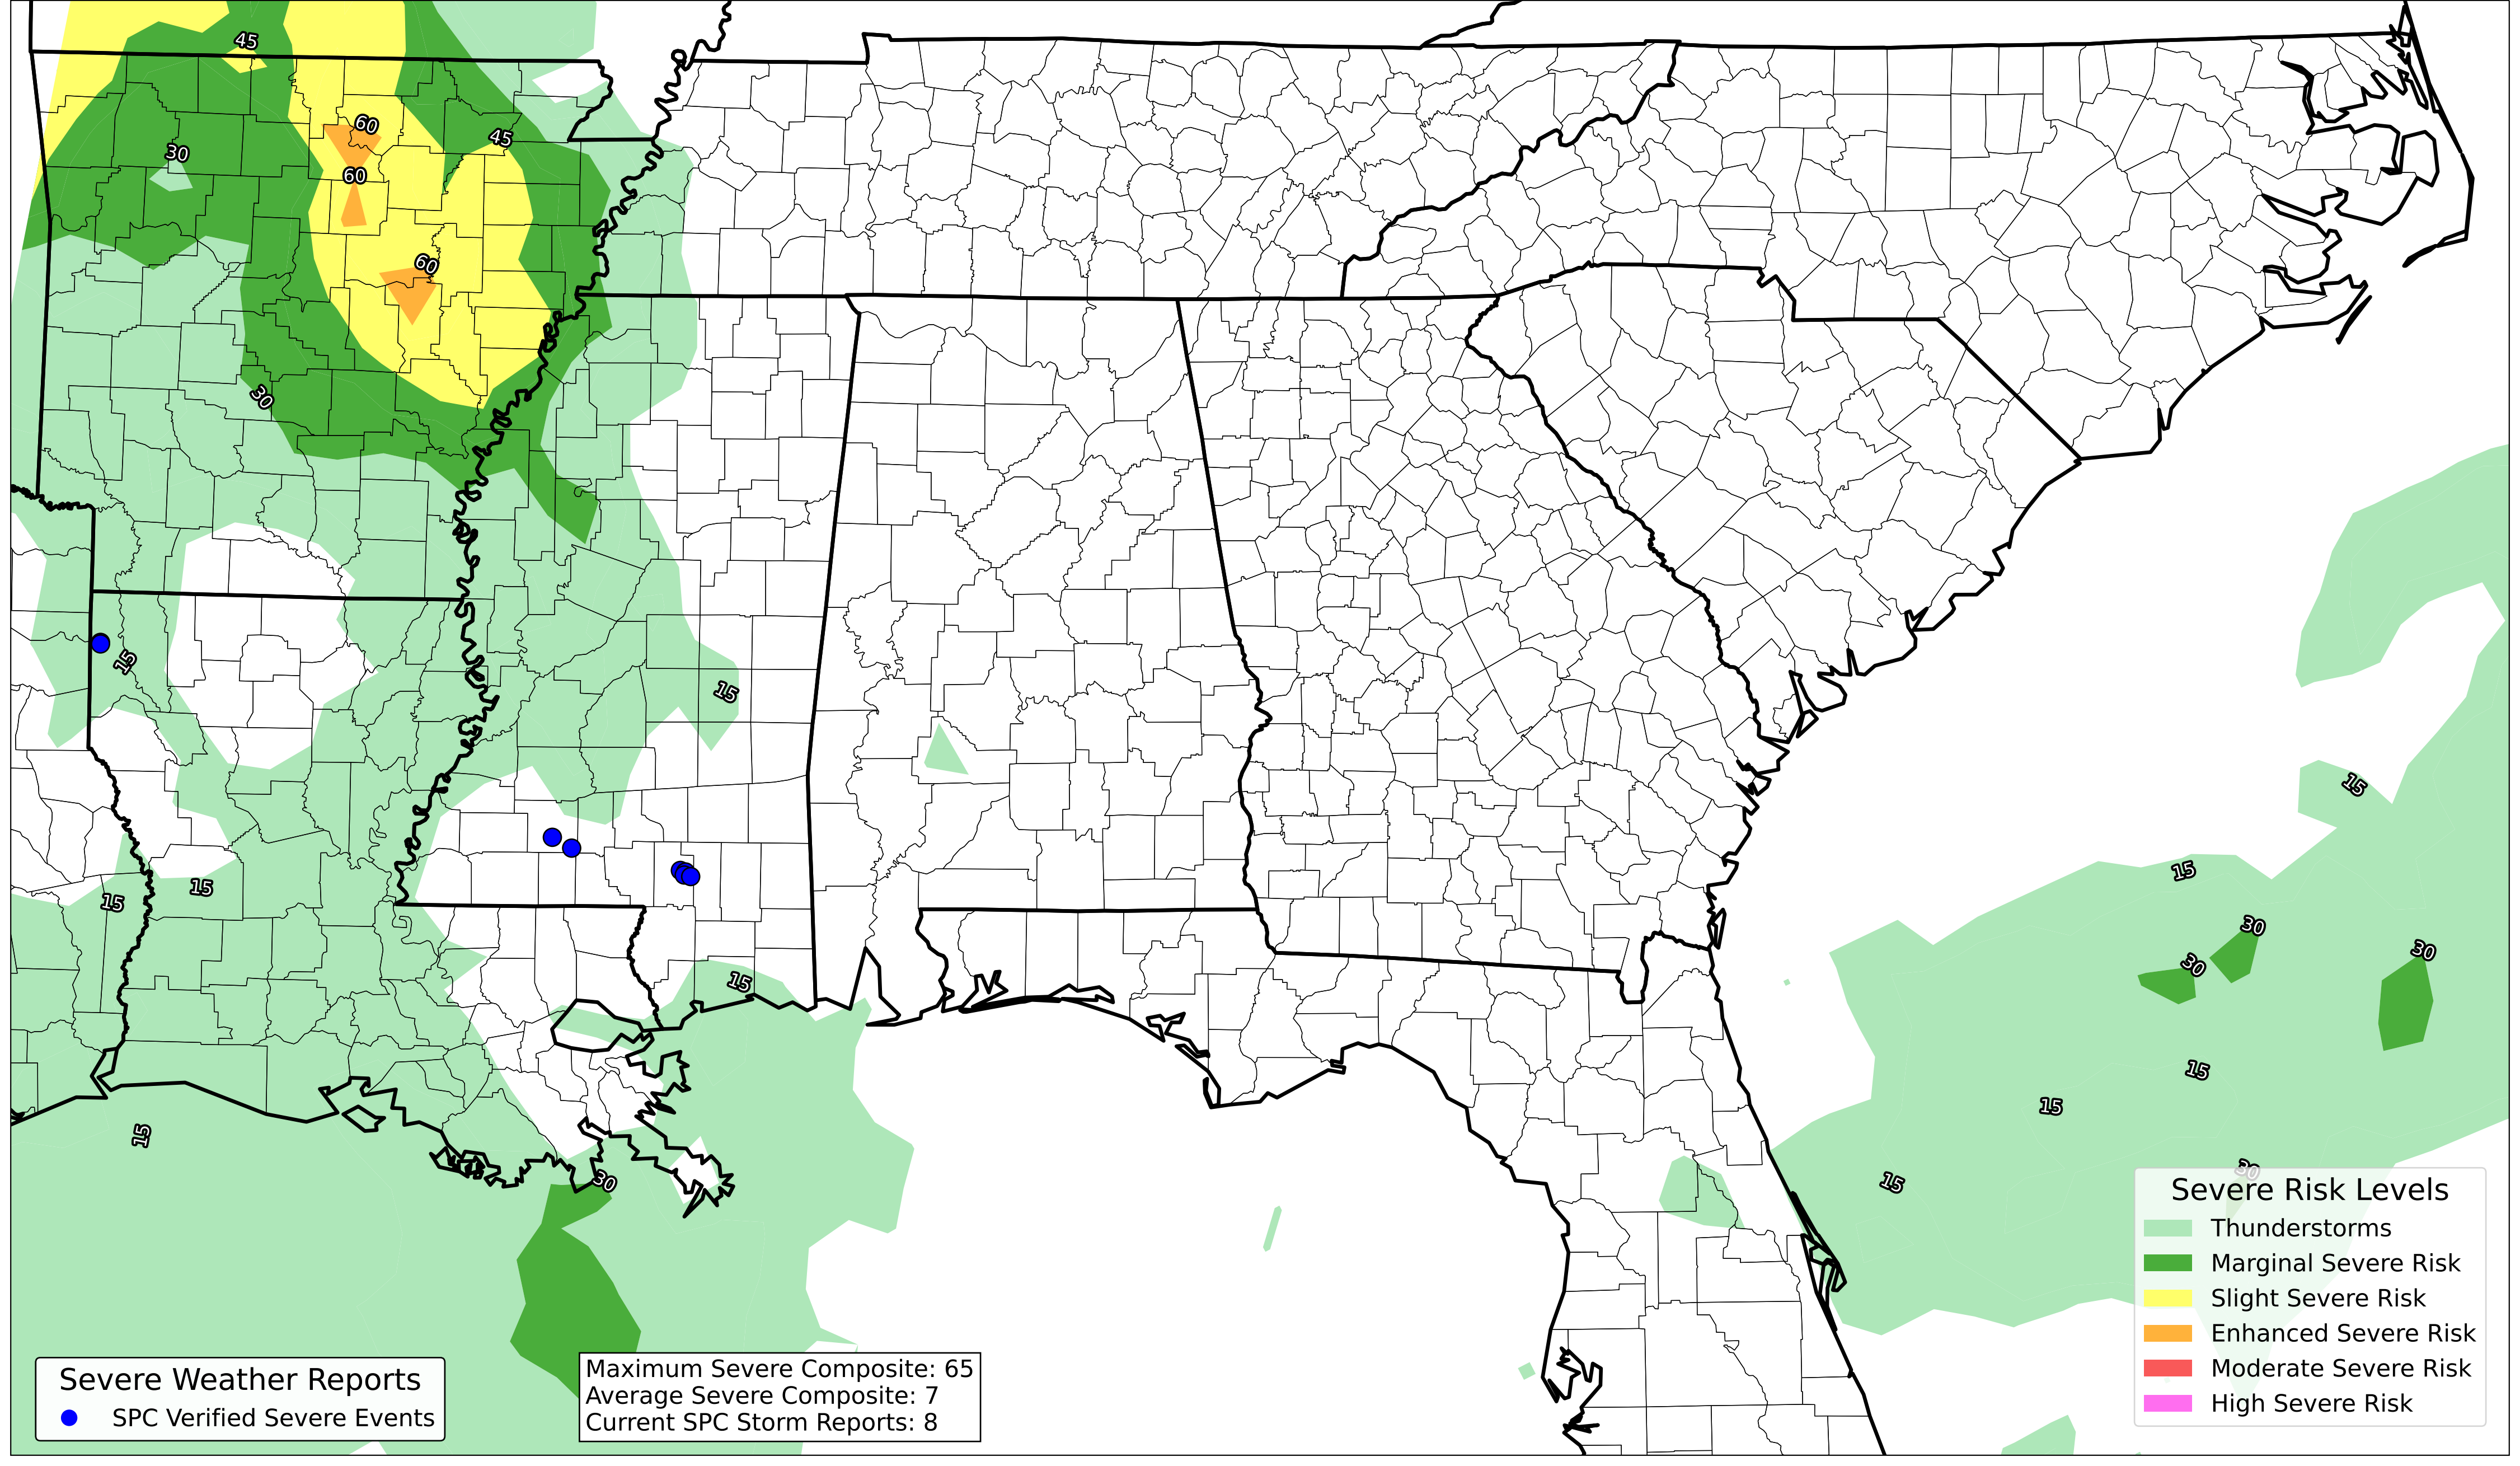 45
60
45
30
60
60
30
15
15
15
15
15
30
30
30
15
15
15
15
15
30
15
30
Severe Risk Levels
Thunderstorms
Marginal Severe Risk
Slight Severe Risk
Enhanced Severe Risk
Moderate Severe Risk
High Severe Risk
Severe Weather Reports
SPC Verified Severe Events
Maximum Severe Composite: 65
Average Severe Composite: 7
Current SPC Storm Reports: 8